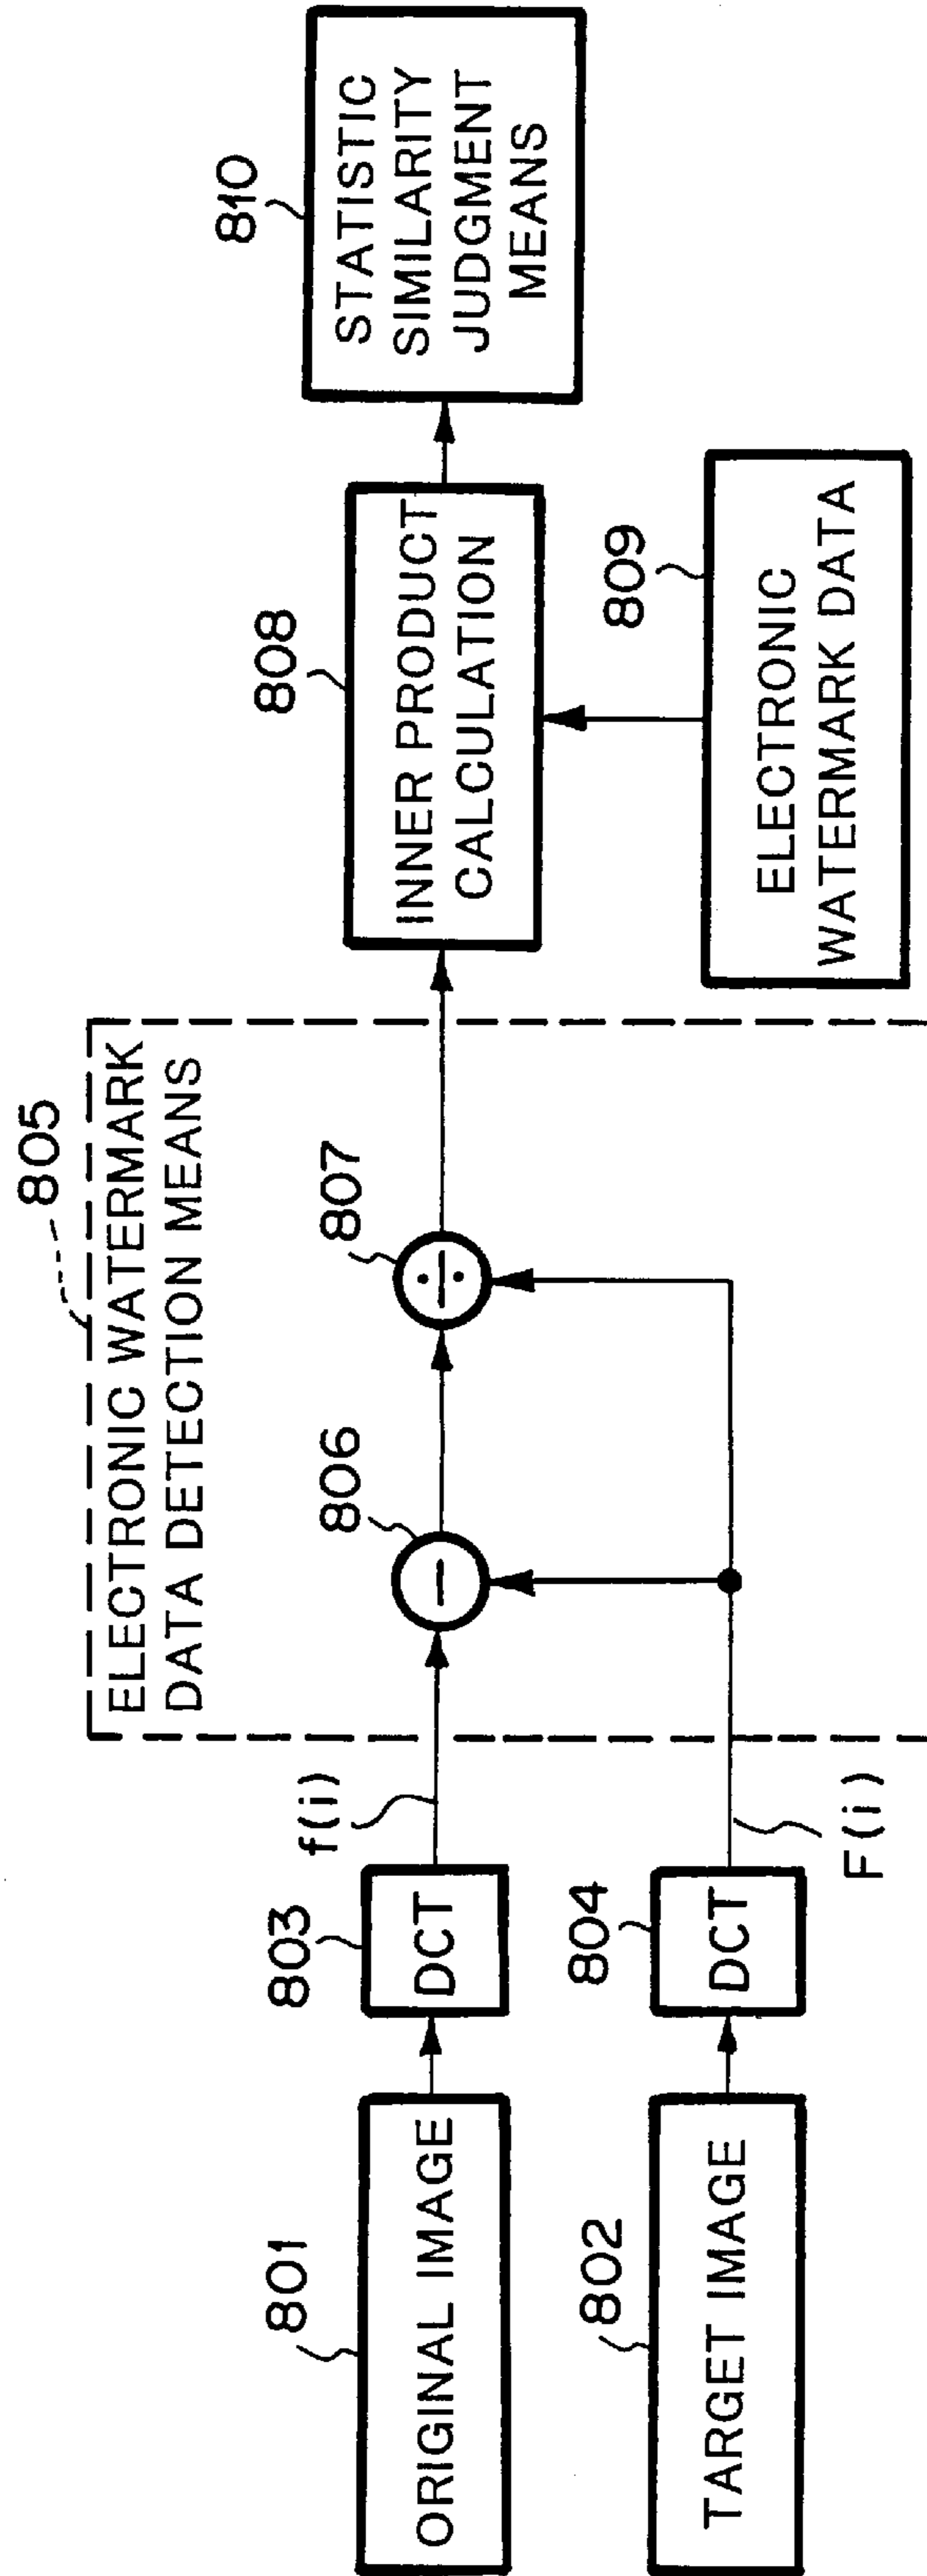 801
ORIGINAL IMAGE
802
TARGET IMAGE
803
DCT
804
DCT
f(i)
F(i)
805
ELECTRONIC WATERMARK
DATA DETECTION MEANS
806
−
807
÷
808
INNER PRODUCT
CALCULATION
809
ELECTRONIC
WATERMARK DATA
810
STATISTIC
SIMILARITY
JUDGMENT
MEANS